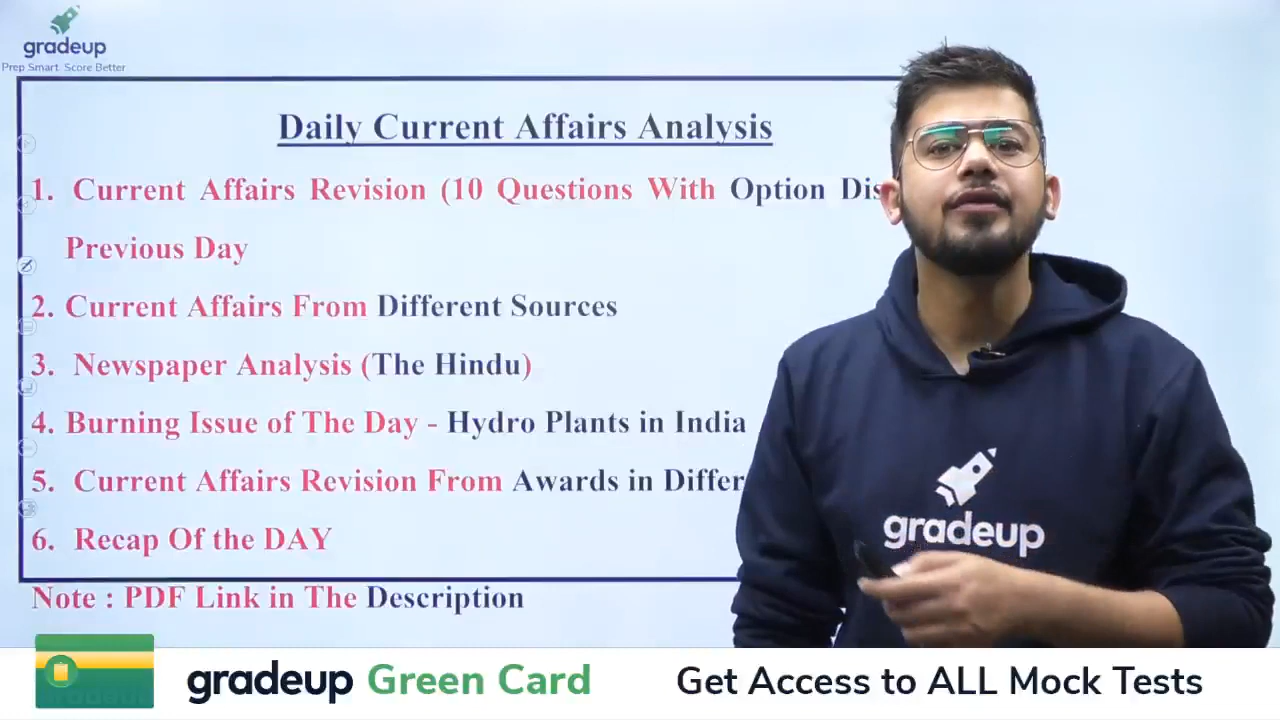 gradeup
Prep Smart. Score Better
Daily Current Affairs Analysis
1. Current Affairs Revision (10 Questions With Option Dis
Previous Day
2. Current Affairs From Different Sources
3. Newspaper Analysis (The Hindu)
4. Burning Issue of The Day - Hydro Plants in India
5. Current Affairs Revision From Awards in Differ
6. Recap Of the DAY
Note : PDF Link in The Description
gradeup
gradeup Green Card
Get Access to ALL Mock Tests
gradeup